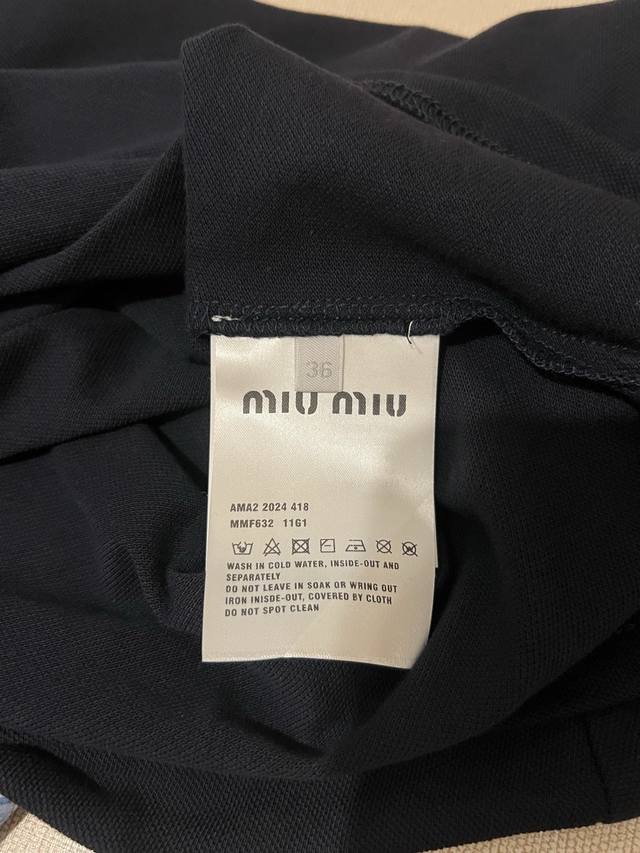 36
MIU MIU
AMA2 2024 418
MMF632 11G1
WASH IN COLD WATER, INSIDE-OUT AND
SEPARATELY
DO NOT LEAVE IN SOAK OR WRING OUT
IRON INISDE-OUT, COVERED BY CLOTH
DO NOT SPOT CLEAN